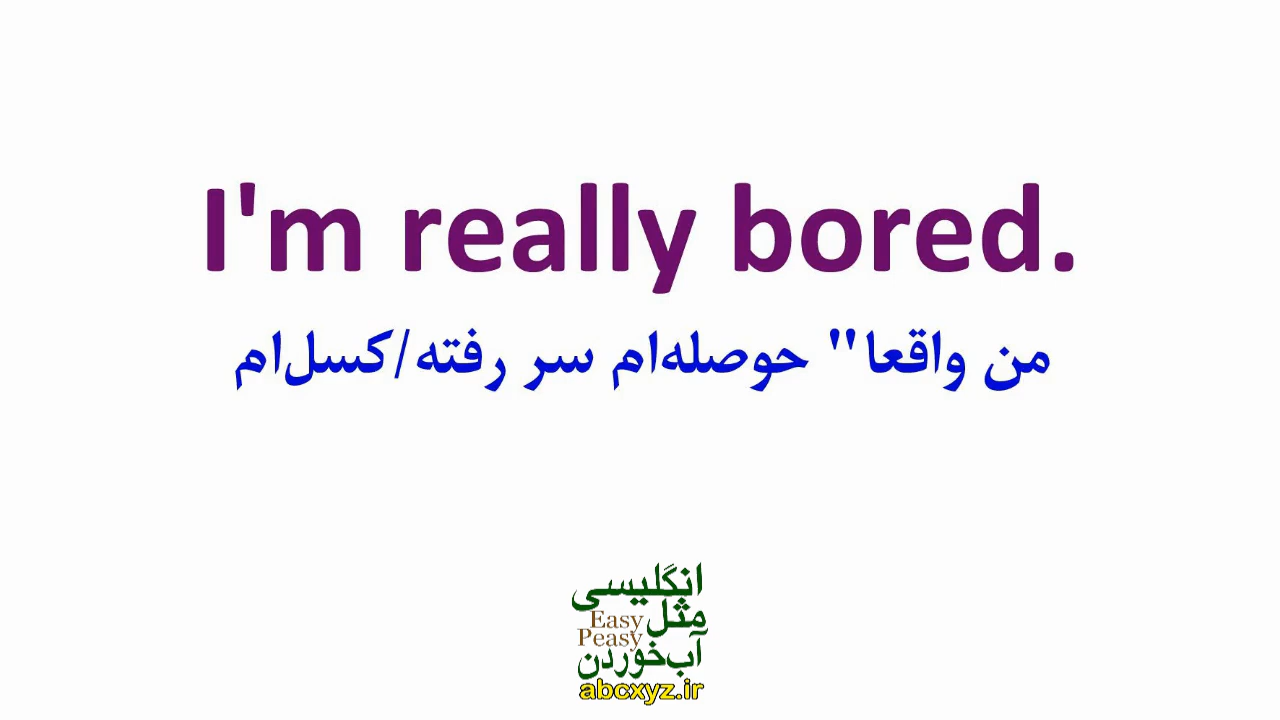 I'm really bored.
من واقعا" حوصله‌ام سر رفته/کسل‌ام
انگلیسی
مثل Easy
Peasy
آب‌خوردن
abcxyz.ir